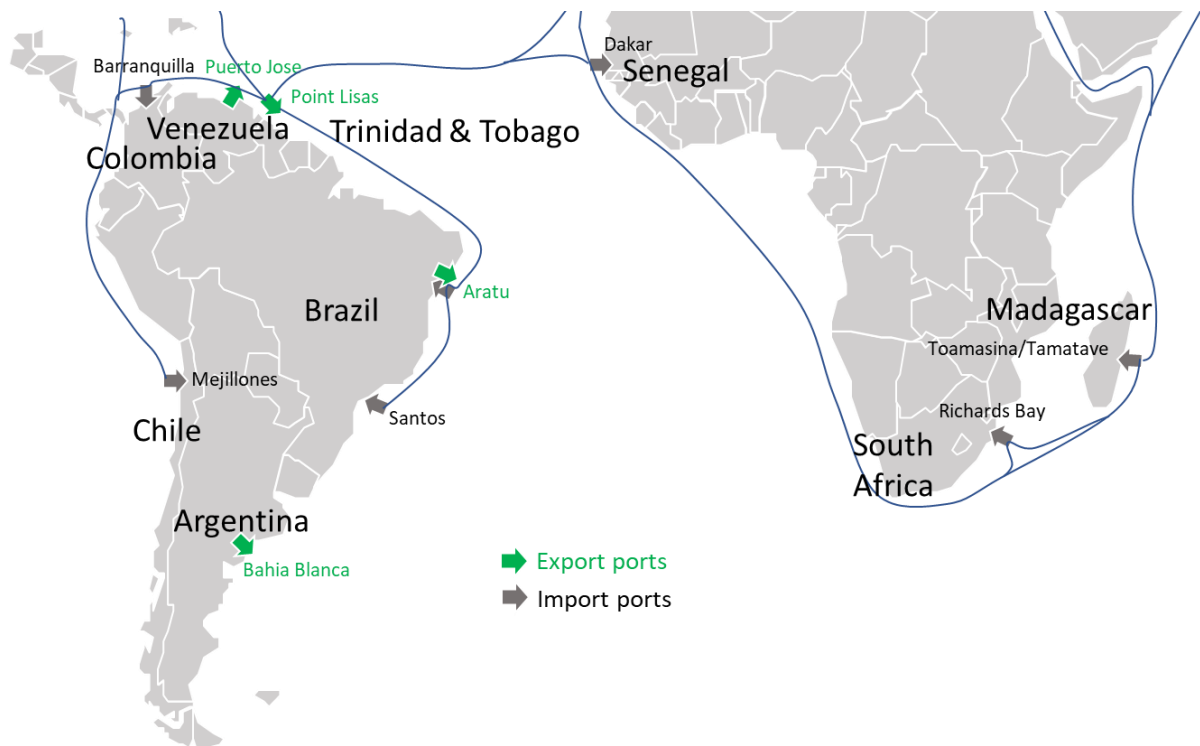 Dakar
Senegal
Barranquilla
Puerto Jose
Point Lisas
Venezuela
Trinidad & Tobago
Colombia
Aratu
Brazil
Madagascar
Toamasina/Tamatave
Mejillones
Richards Bay
Santos
Chile
South
Africa
Argentina
Bahia Blanca
Export ports
Import ports